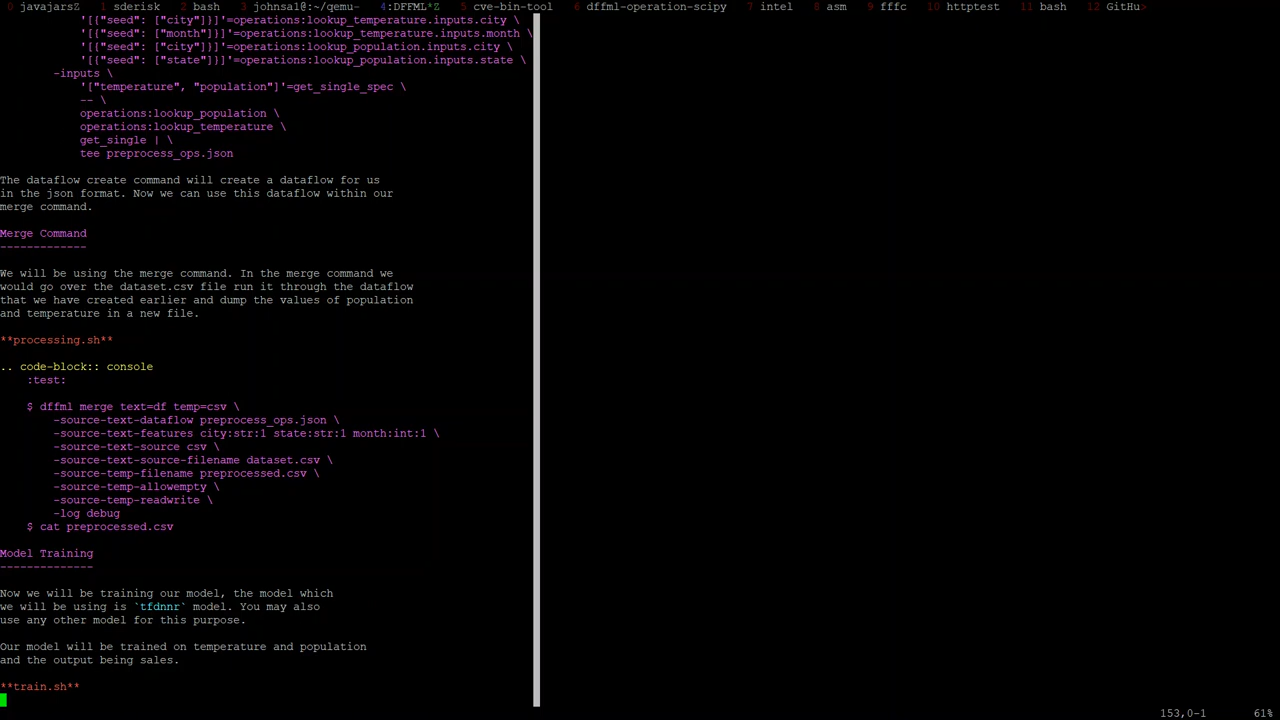 0 javajarsZ 1 sderisk 2 bash 3 johnsal@:~/qemu- 4:DFFML*Z 5 cve-bin-tool 6 dffml-operation-scipy 7 intel 8 asm 9 fffc 10 httptest 11 bash 12 GitHu>
'[{"seed": ["city"]}]'=operations:lookup_temperature.inputs.city \
'[{"seed": ["month"]}]'=operations:lookup_temperature.inputs.month \
'[{"seed": ["city"]}]'=operations:lookup_population.inputs.city \
'[{"seed": ["state"]}]'=operations:lookup_population.inputs.state \
-inputs \
'["temperature", "population"]'=get_single_spec \
-- \
operations:lookup_population \
operations:lookup_temperature \
get_single | \
tee preprocess_ops.json
The dataflow create command will create a dataflow for us
in the json format. Now we can use this dataflow within our
merge command.
Merge Command
-------------
We will be using the merge command. In the merge command we
would go over the dataset.csv file run it through the dataflow
that we have created earlier and dump the values of population
and temperature in a new file.
**processing.sh**
.. code-block:: console
:test:
$ dffml merge text=df temp=csv \
-source-text-dataflow preprocess_ops.json \
-source-text-features city:str:1 state:str:1 month:int:1 \
-source-text-source csv \
-source-text-source-filename dataset.csv \
-source-temp-filename preprocessed.csv \
-source-temp-allowempty \
-source-temp-readwrite \
-log debug
$ cat preprocessed.csv
Model Training
--------------
Now we will be training our model, the model which
we will be using is `tfdnnr` model. You may also
use any other model for this purpose.
Our model will be trained on temperature and population
and the output being sales.
**train.sh**
153,0-1 61%